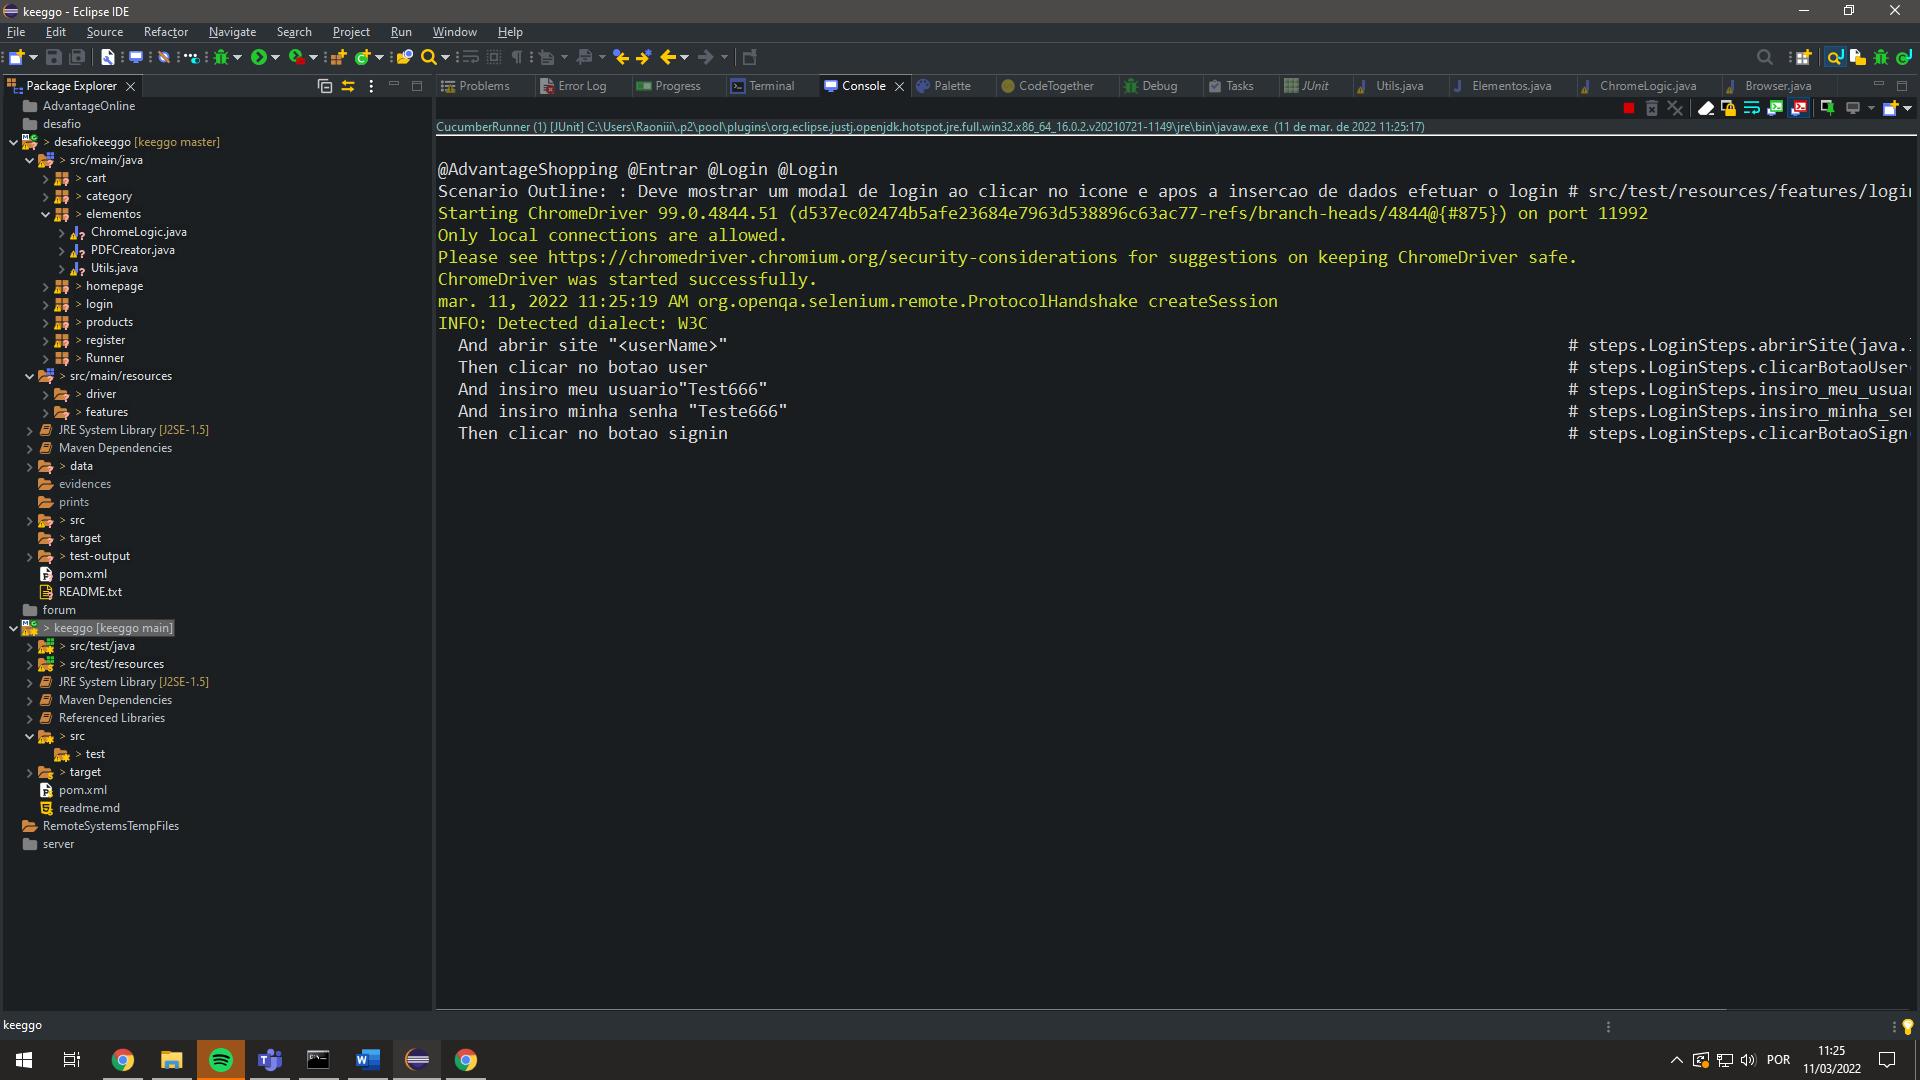 keeggo - Eclipse IDE
File Edit Source Refactor Navigate Search Project Run Window Help
Package Explorer
Problems Error Log Progress Terminal Console Palette CodeTogether Debug Tasks JUnit Utils.java Elementos.java ChromeLogic.java Browser.java
AdvantageOnline
desafio
> desafiokeeggo [keeggo master]
> src/main/java
> cart
> category
> elementos
ChromeLogic.java
PDFCreator.java
Utils.java
> homepage
> login
> products
> register
> Runner
> src/main/resources
> driver
> features
JRE System Library [J2SE-1.5]
Maven Dependencies
> data
evidences
prints
> src
> target
> test-output
pom.xml
README.txt
forum
> keeggo [keeggo main]
> src/test/java
> src/test/resources
JRE System Library [J2SE-1.5]
Maven Dependencies
Referenced Libraries
> src
> test
> target
pom.xml
readme.md
RemoteSystemsTempFiles
server
CucumberRunner (1) [JUnit] C:\Users\Raoniii\.p2\pool\plugins\org.eclipse.justj.openjdk.hotspot.jre.full.win32.x86_64_16.0.2.v20210721-1149\jre\bin\javaw.exe (11 de mar. de 2022 11:25:17)
@AdvantageShopping @Entrar @Login @Login
Scenario Outline: : Deve mostrar um modal de login ao clicar no icone e apos a insercao de dados efetuar o login # src/test/resources/features/login
Starting ChromeDriver 99.0.4844.51 (d537ec02474b5afe23684e7963d538896c63ac77-refs/branch-heads/4844@{#875}) on port 11992
Only local connections are allowed.
Please see https://chromedriver.chromium.org/security-considerations for suggestions on keeping ChromeDriver safe.
ChromeDriver was started successfully.
mar. 11, 2022 11:25:19 AM org.openqa.selenium.remote.ProtocolHandshake createSession
INFO: Detected dialect: W3C
And abrir site "<userName>" # steps.LoginSteps.abrirSite(java.
Then clicar no botao user # steps.LoginSteps.clicarBotaoUser
And insiro meu usuario"Test666" # steps.LoginSteps.insiro_meu_usua
And insiro minha senha "Teste666" # steps.LoginSteps.insiro_minha_se
Then clicar no botao signin # steps.LoginSteps.clicarBotaoSign
keeggo
POR
11:25
11/03/2022